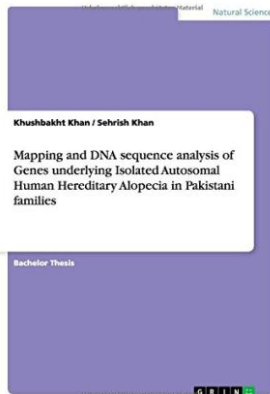 Natural Science
Khushbakht Khan / Sehrish Khan
Mapping and DNA sequence analysis of
Genes underlying Isolated Autosomal
Human Hereditary Alopecia in Pakistani
families
Bachelor Thesis
GRIN